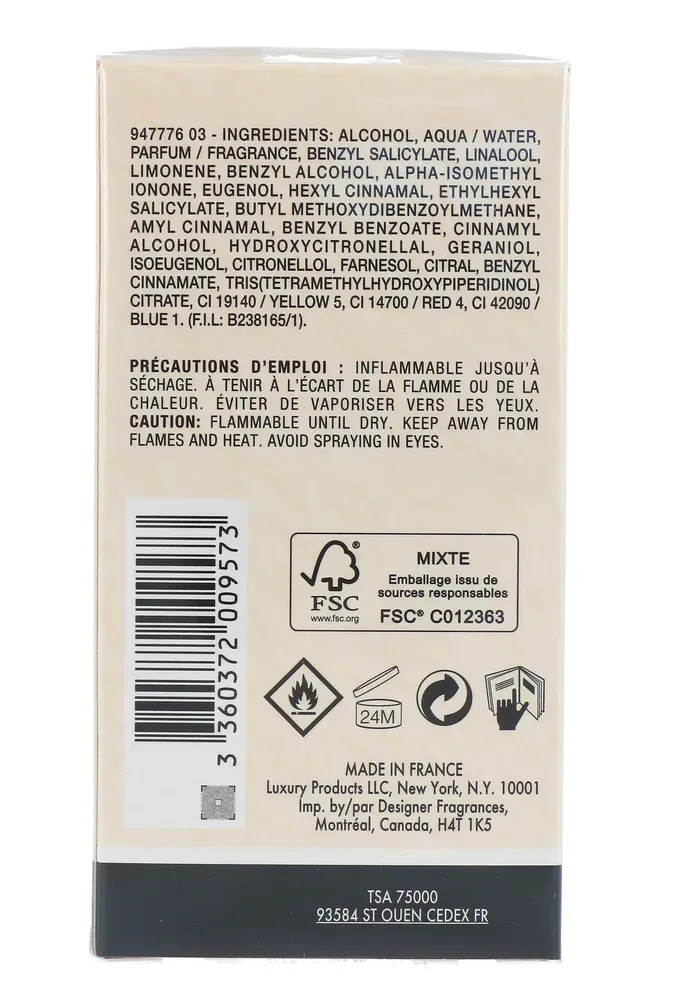 947776 03 - INGREDIENTS: ALCOHOL, AQUA / WATER,
PARFUM / FRAGRANCE, BENZYL SALICYLATE, LINALOOL,
LIMONENE, BENZYL ALCOHOL, ALPHA-ISOMETHYL
IONONE, EUGENOL, HEXYL CINNAMAL, ETHYLHEXYL
SALICYLATE, BUTYL METHOXYDIBENZOYLMETHANE,
AMYL CINNAMAL, BENZYL BENZOATE, CINNAMYL
ALCOHOL, HYDROXYCITRONELLAL, GERANIOL,
ISOEUGENOL, CITRONELLOL, FARNESOL, CITRAL, BENZYL
CINNAMATE, TRIS(TETRAMETHYLHYDROXYPIPERIDINOL)
CITRATE, CI 19140 / YELLOW 5, CI 14700 / RED 4, CI 42090 /
BLUE 1. (F.I.L: B238165/1).
PRÉCAUTIONS D'EMPLOI : INFLAMMABLE JUSQU'À
SÉCHAGE. À TENIR À L'ÉCART DE LA FLAMME OU DE LA
CHALEUR. ÉVITER DE VAPORISER VERS LES YEUX.
CAUTION: FLAMMABLE UNTIL DRY. KEEP AWAY FROM
FLAMES AND HEAT. AVOID SPRAYING IN EYES.
3 360372 009573
FSC®
www.fsc.org
MIXTE
Emballage issu de
sources responsables
FSC® C012363
24M
MADE IN FRANCE
Luxury Products LLC, New York, N.Y. 10001
Imp. by/par Designer Fragrances,
Montréal, Canada, H4T 1K5
TSA 75000
93584 ST OUEN CEDEX FR